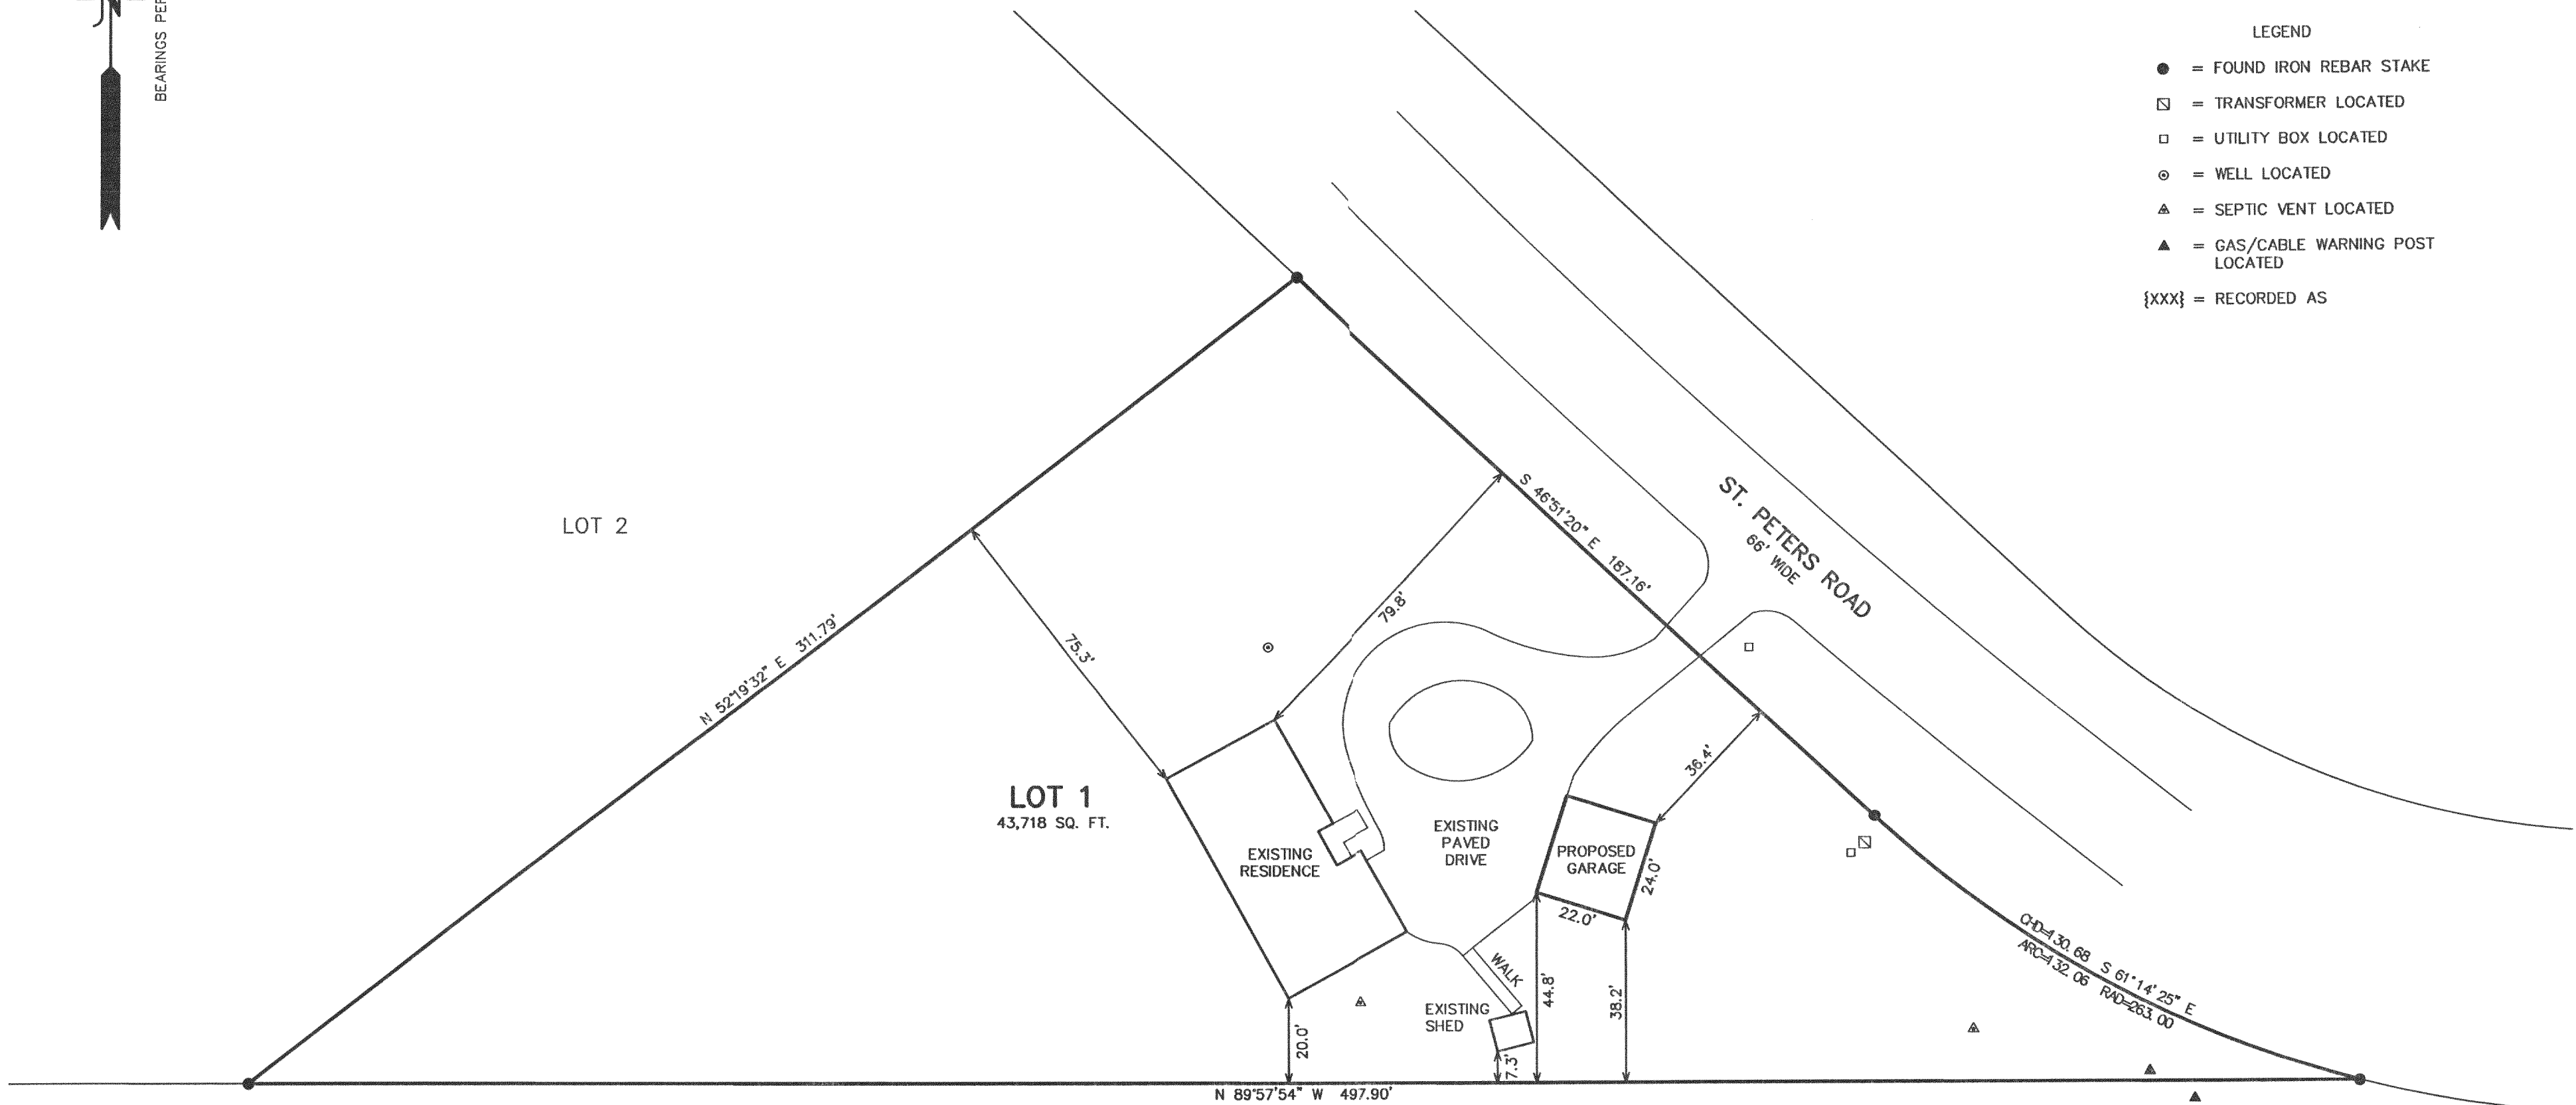 BEARINGS PER
LEGEND
= FOUND IRON REBAR STAKE
= TRANSFORMER LOCATED
= UTILITY BOX LOCATED
= WELL LOCATED
= SEPTIC VENT LOCATED
= GAS/CABLE WARNING POST
LOCATED
{XXX} = RECORDED AS
LOT 2
N 52°19'32" E 311.79'
S 46°51'20" E 187.16'
ST. PETERS ROAD
66' WIDE
75.3'
79.8'
36.4'
LOT 1
43,718 SQ. FT.
EXISTING
RESIDENCE
EXISTING
PAVED
DRIVE
PROPOSED
GARAGE
24.0'
22.0'
WALK
EXISTING
SHED
20.0'
7.3'
44.8'
38.2'
CHD=130.68 S 61°14'25" E
ARC=132.06 RAD=263.00
N 89°57'54" W 497.90'